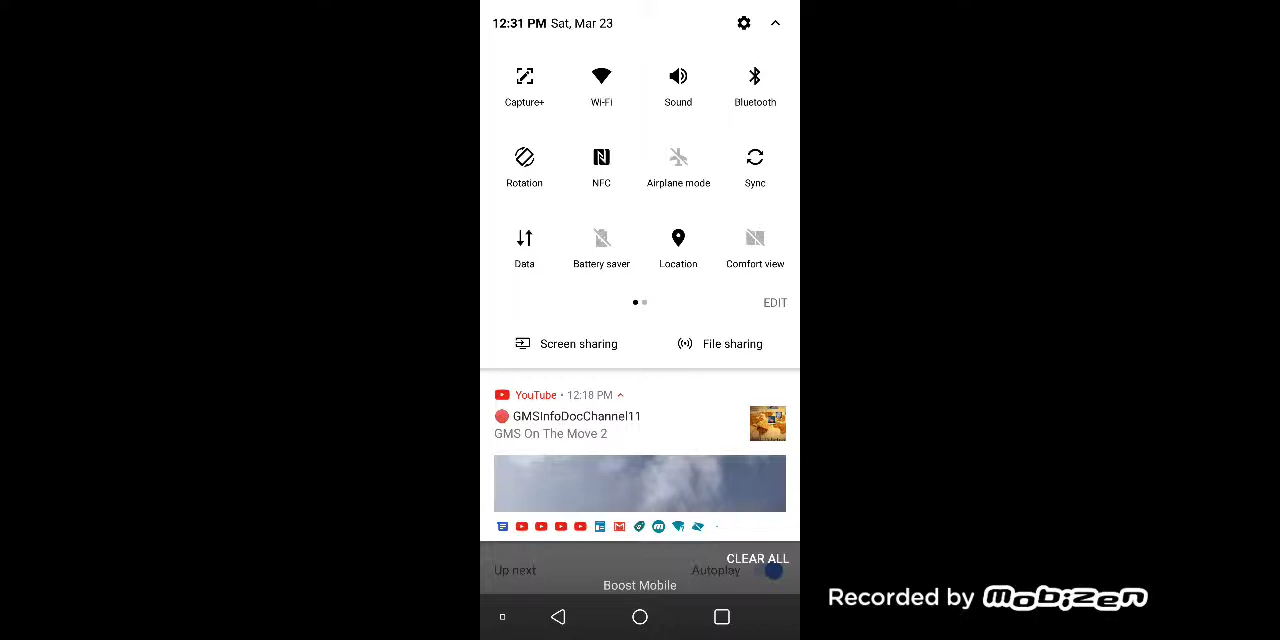 12:31 PM Sat, Mar 23
Capture+ Wi-Fi Sound Bluetooth
Rotation NFC Airplane mode Sync
Data Battery saver Location Comfort view
EDIT
Screen sharing File sharing
YouTube • 12:18 PM
GMSInfoDocChannel11
GMS On The Move 2
CLEAR ALL
Up next Autoplay
Boost Mobile
Recorded by mobizen